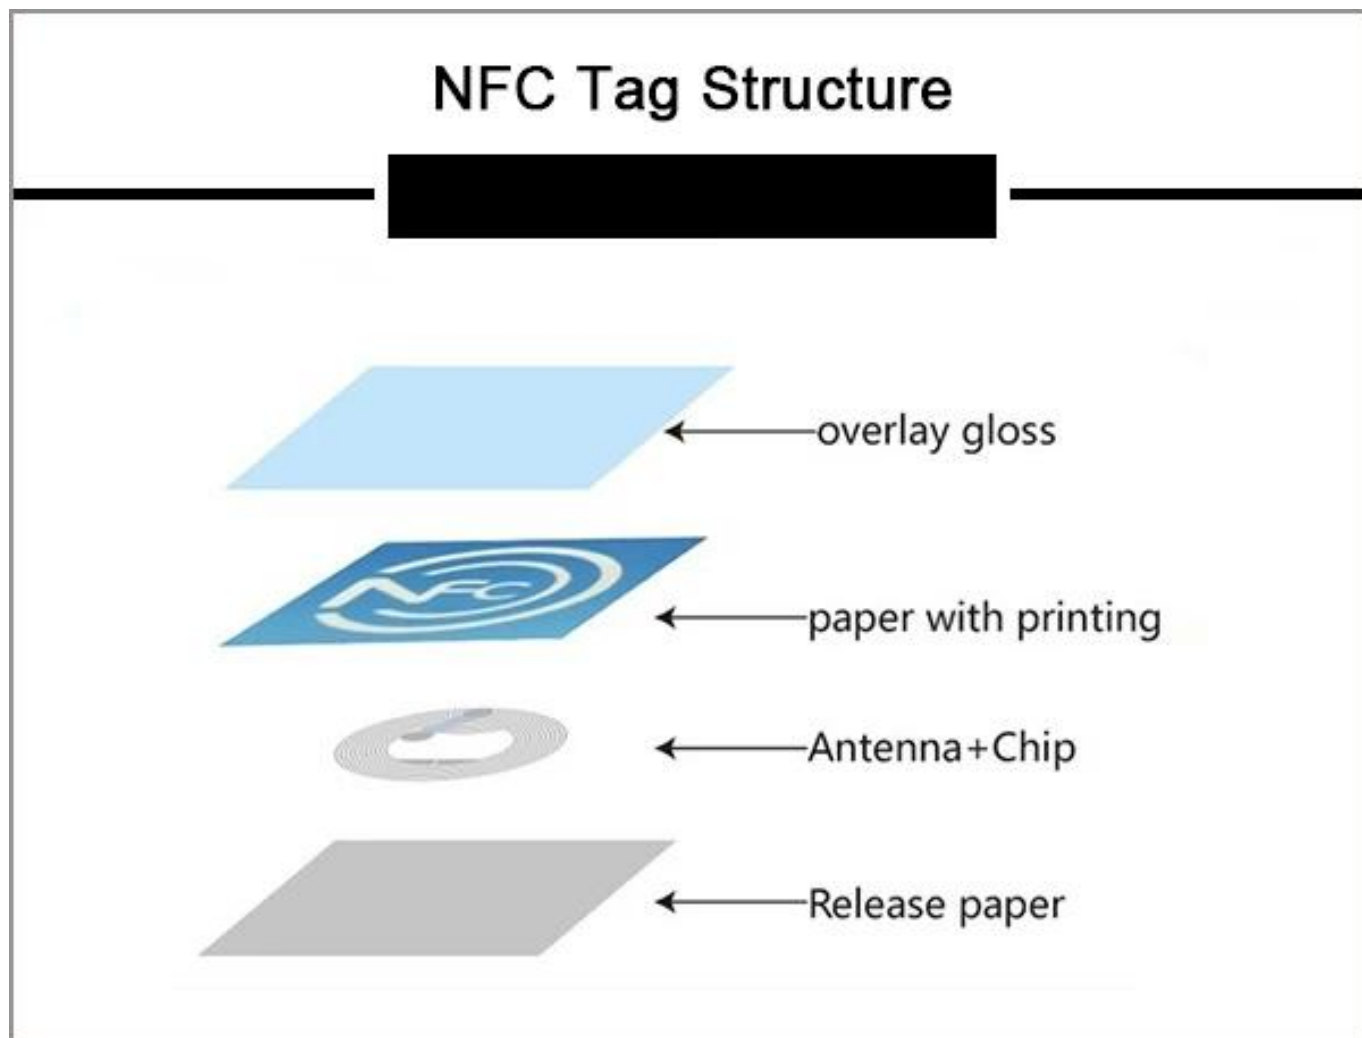 NFC Tag Structure
overlay gloss
NFC
paper with printing
Antenna+Chip
Release paper